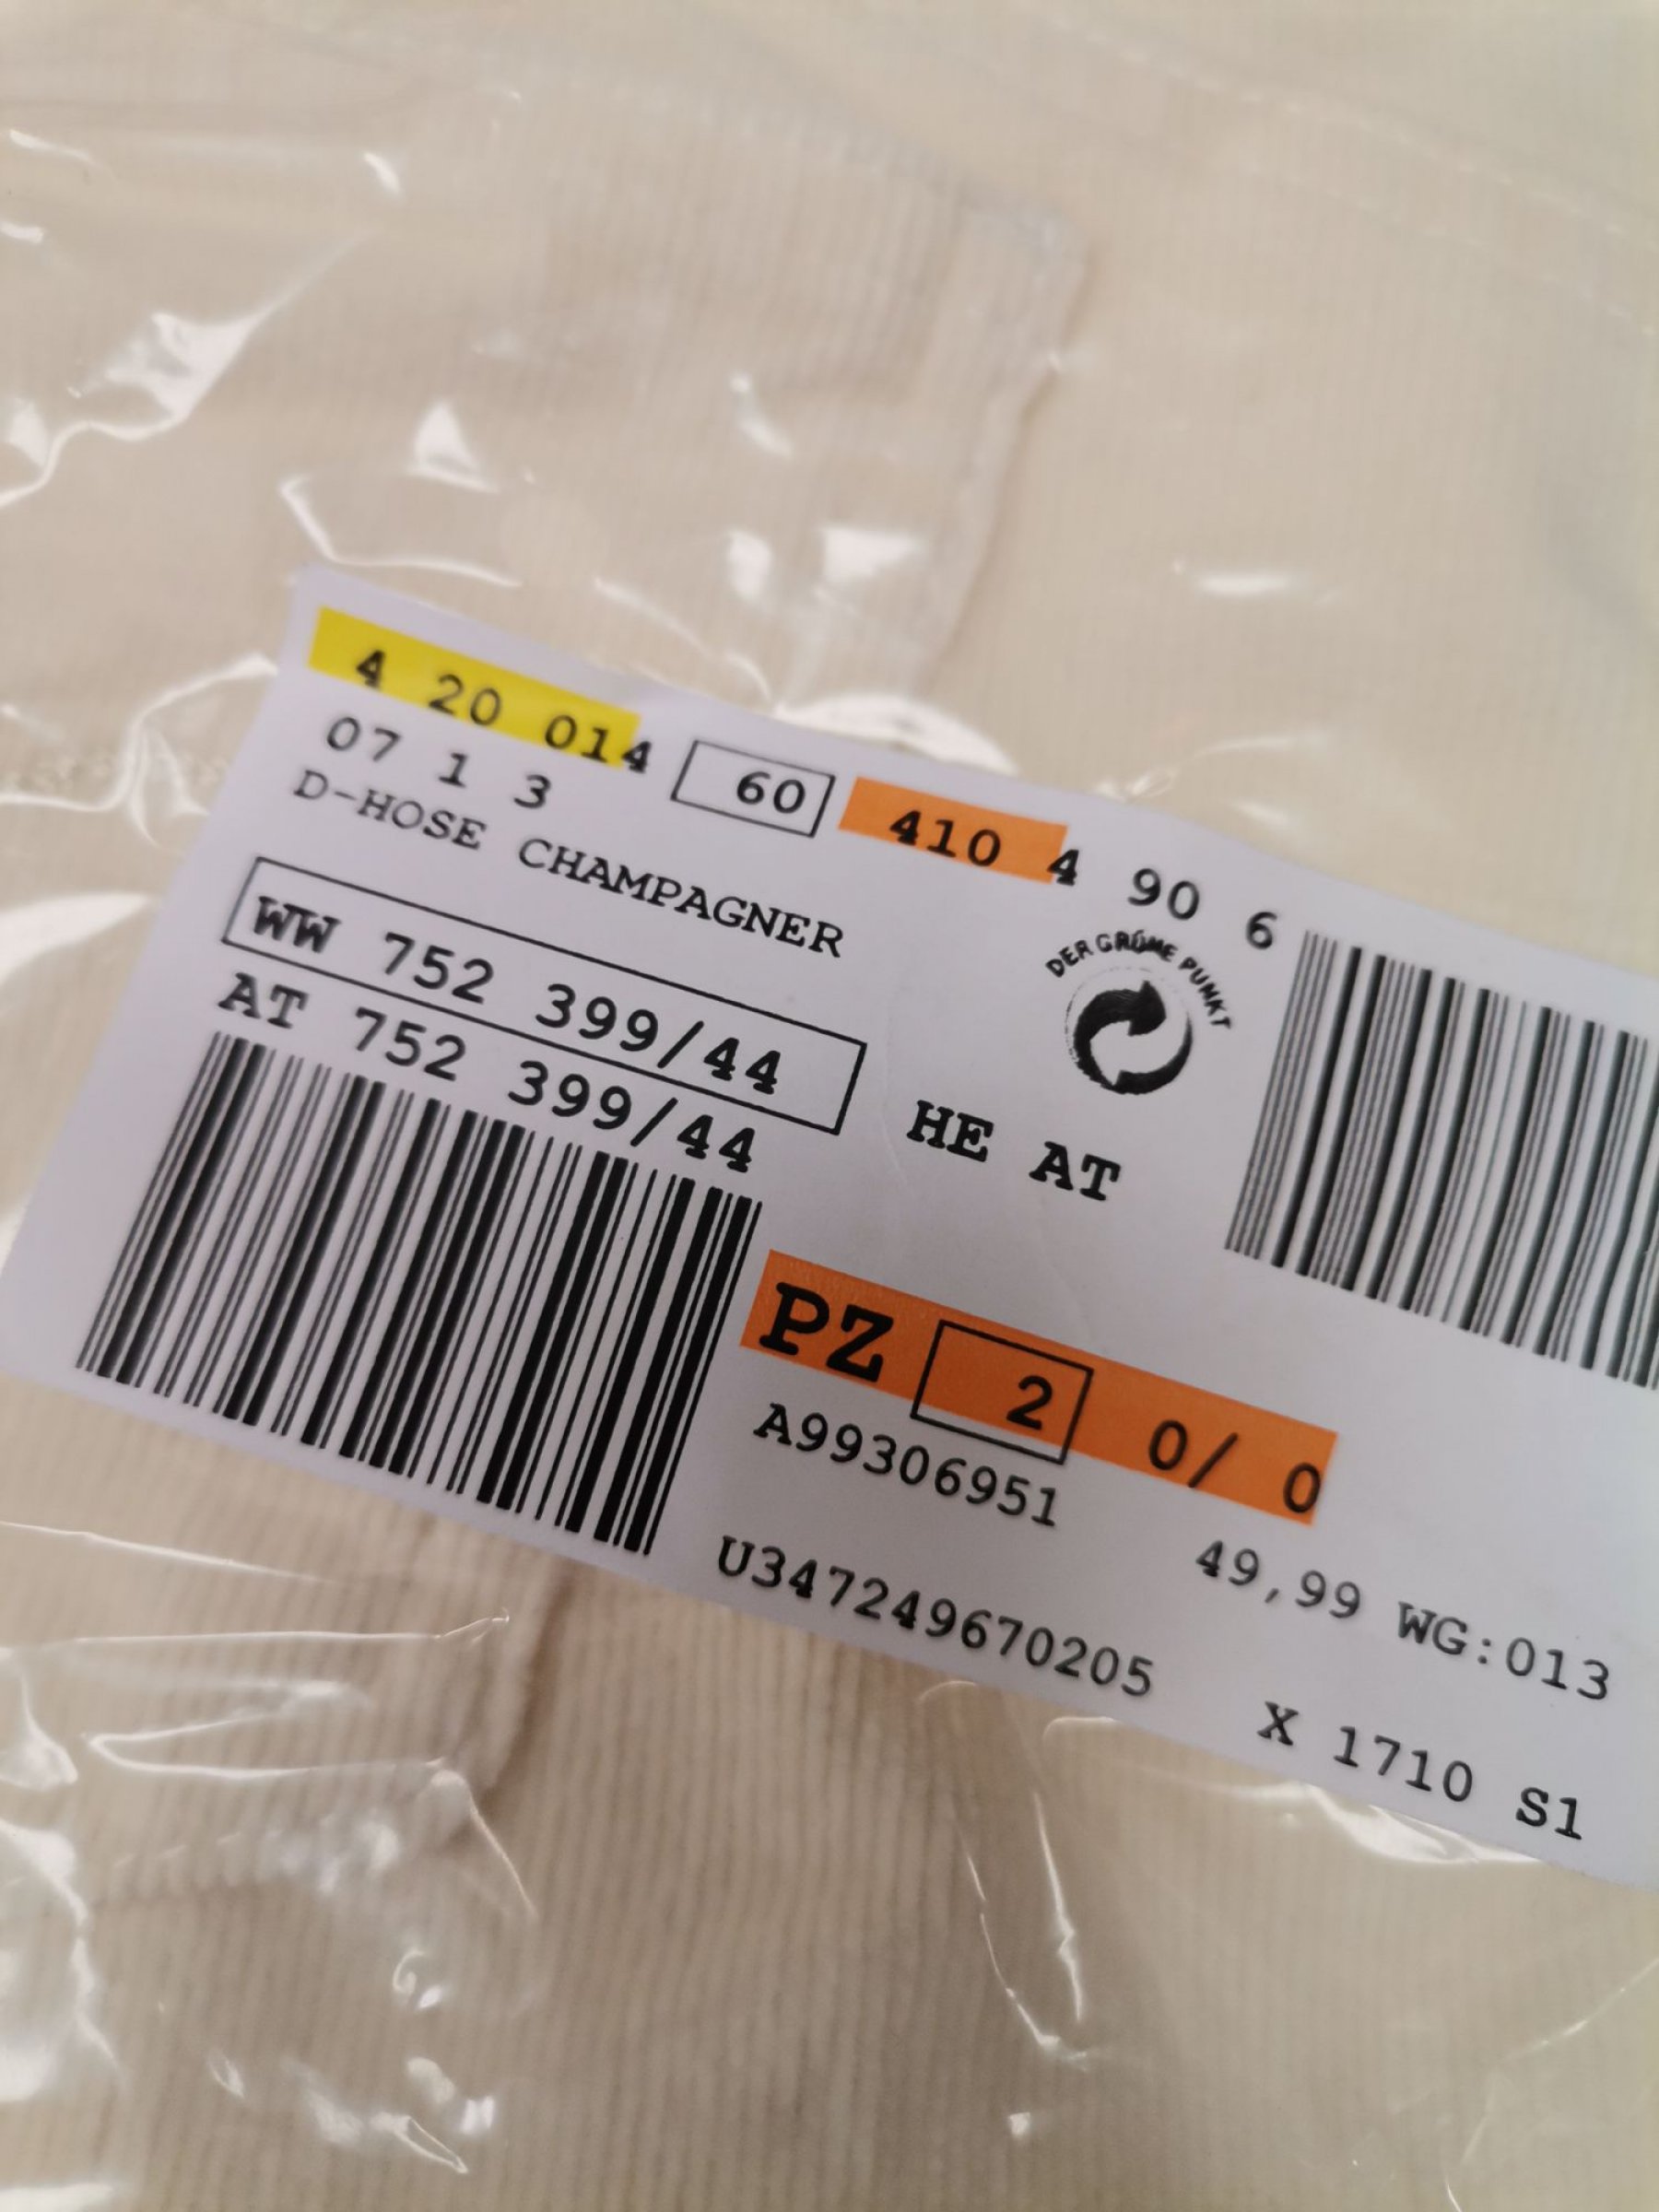 4 20 014 60 410 4 90 6
07 1 3
D-HOSE CHAMPAGNER
DER GRÜNE PUNKT
WW 752 399/44
AT 752 399/44
HE AT
PZ 2 0/ 0
A99306951
49,99 WG:013
U347249670205
X 1710 S1